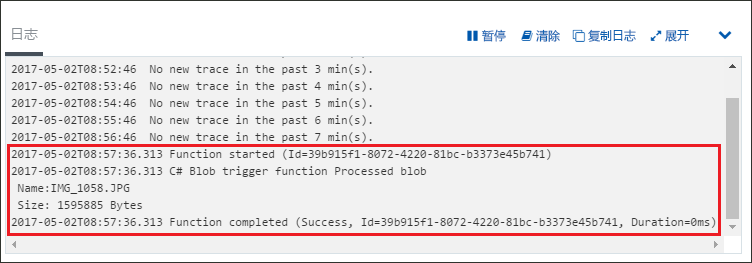 日志
暂停 清除 复制日志 展开
2017-05-02T08:52:46  No new trace in the past 3 min(s).
2017-05-02T08:53:46  No new trace in the past 4 min(s).
2017-05-02T08:54:46  No new trace in the past 5 min(s).
2017-05-02T08:55:46  No new trace in the past 6 min(s).
2017-05-02T08:56:46  No new trace in the past 7 min(s).
2017-05-02T08:57:36.313 Function started (Id=39b915f1-8072-4220-81bc-b3373e45b741)
2017-05-02T08:57:36.313 C# Blob trigger function Processed blob
Name:IMG_1058.JPG
Size: 1595885 Bytes
2017-05-02T08:57:36.313 Function completed (Success, Id=39b915f1-8072-4220-81bc-b3373e45b741, Duration=0ms)